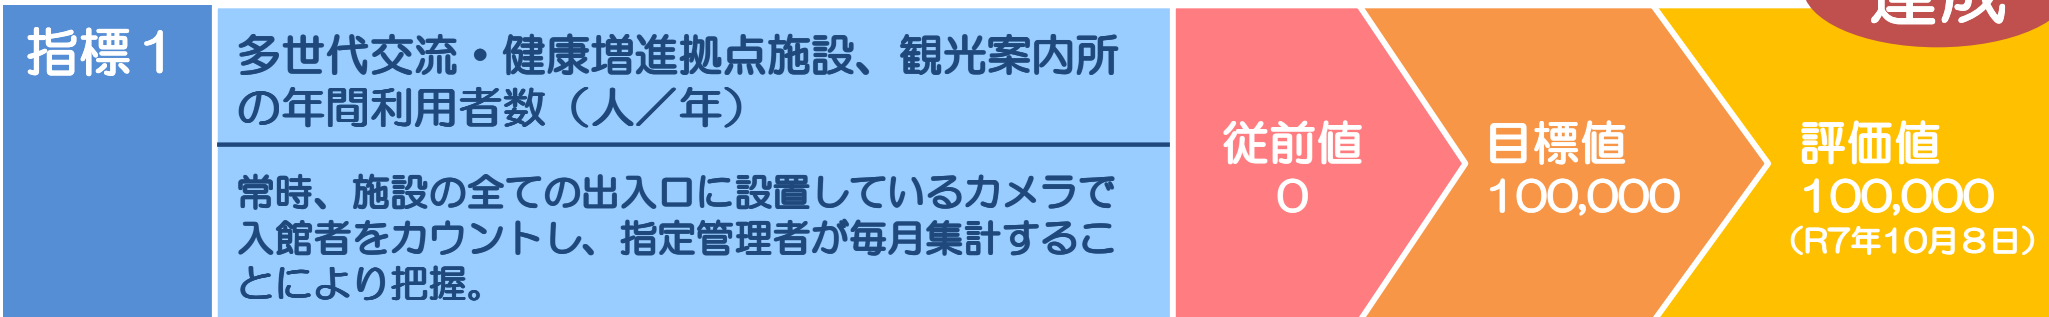 指標１
多世代交流・健康増進拠点施設、観光案内所
の年間利用者数（人／年）
常時、施設の全ての出入口に設置しているカメラで
入館者をカウントし、指定管理者が毎月集計するこ
とにより把握。
従前値
0
目標値
100,000
達成
評価値
100,000
（R7年10月８日）